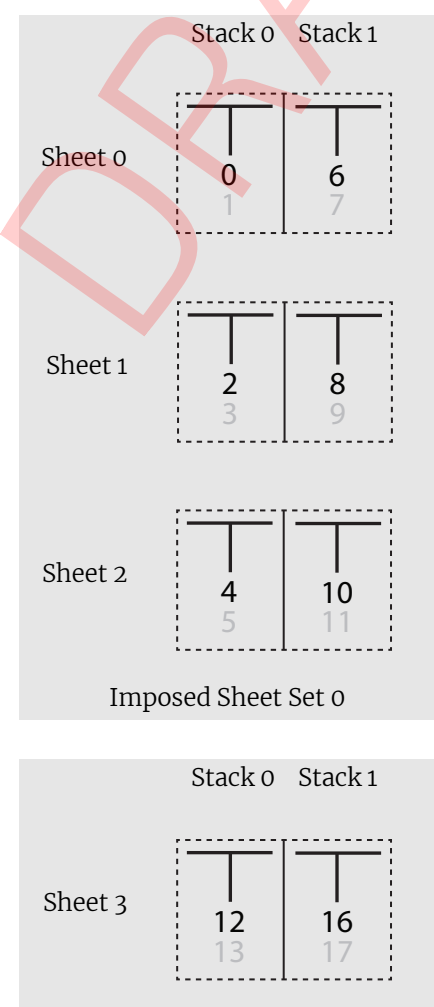 Stack 0 Stack 1
Sheet 0
0 6
1 7
Sheet 1
2 8
3 9
Sheet 2
4 10
5 11
Imposed Sheet Set 0
Stack 0 Stack 1
Sheet 3
12 16
13 17
DRA